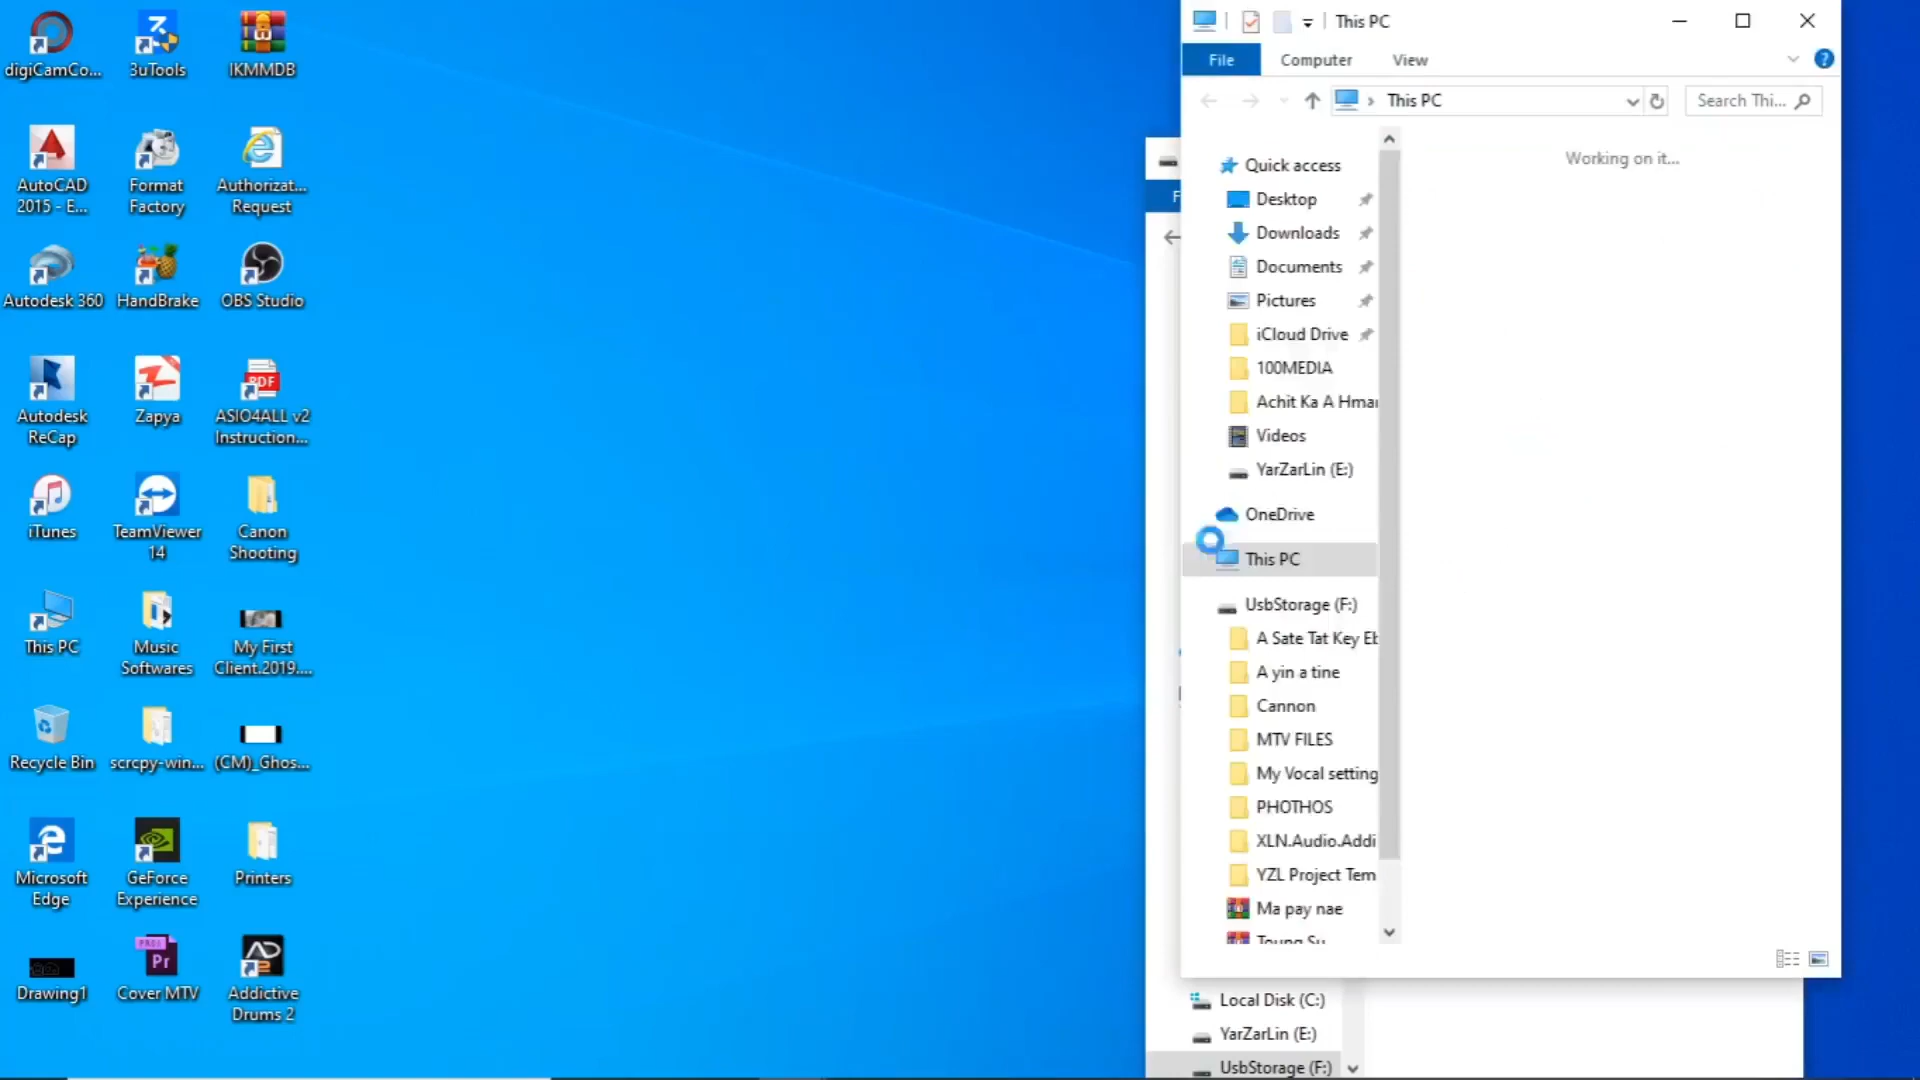 digiCamCo...
3uTools
IKMMDB
AutoCAD
2015 - E...
Format
Factory
Authorizat...
Request
Autodesk 360
HandBrake
OBS Studio
Autodesk
ReCap
Zapya
PDF
ASIO4ALL v2
Instruction...
iTunes
TeamViewer
14
Canon
Shooting
This PC
Music
Softwares
My First
Client.2019....
Recycle Bin
scrcpy-win...
(CM)_Ghos...
Microsoft
Edge
GeForce
Experience
Printers
Drawing1
PROJ
Pr
Cover MTV
AD
2
Addictive
Drums 2
This PC
File
Computer
View
This PC
Search Thi...
Working on it...
Quick access
Desktop
Downloads
Documents
Pictures
iCloud Drive
100MEDIA
Achit Ka A Hmar
Videos
YarZarLin (E:)
OneDrive
This PC
UsbStorage (F:)
A Sate Tat Key Eb
A yin a tine
Cannon
MTV FILES
My Vocal setting
PHOTHOS
XLN.Audio.Addi
YZL Project Tem
Ma pay nae
Local Disk (C:)
YarZarLin (E:)
UsbStorage (F:)